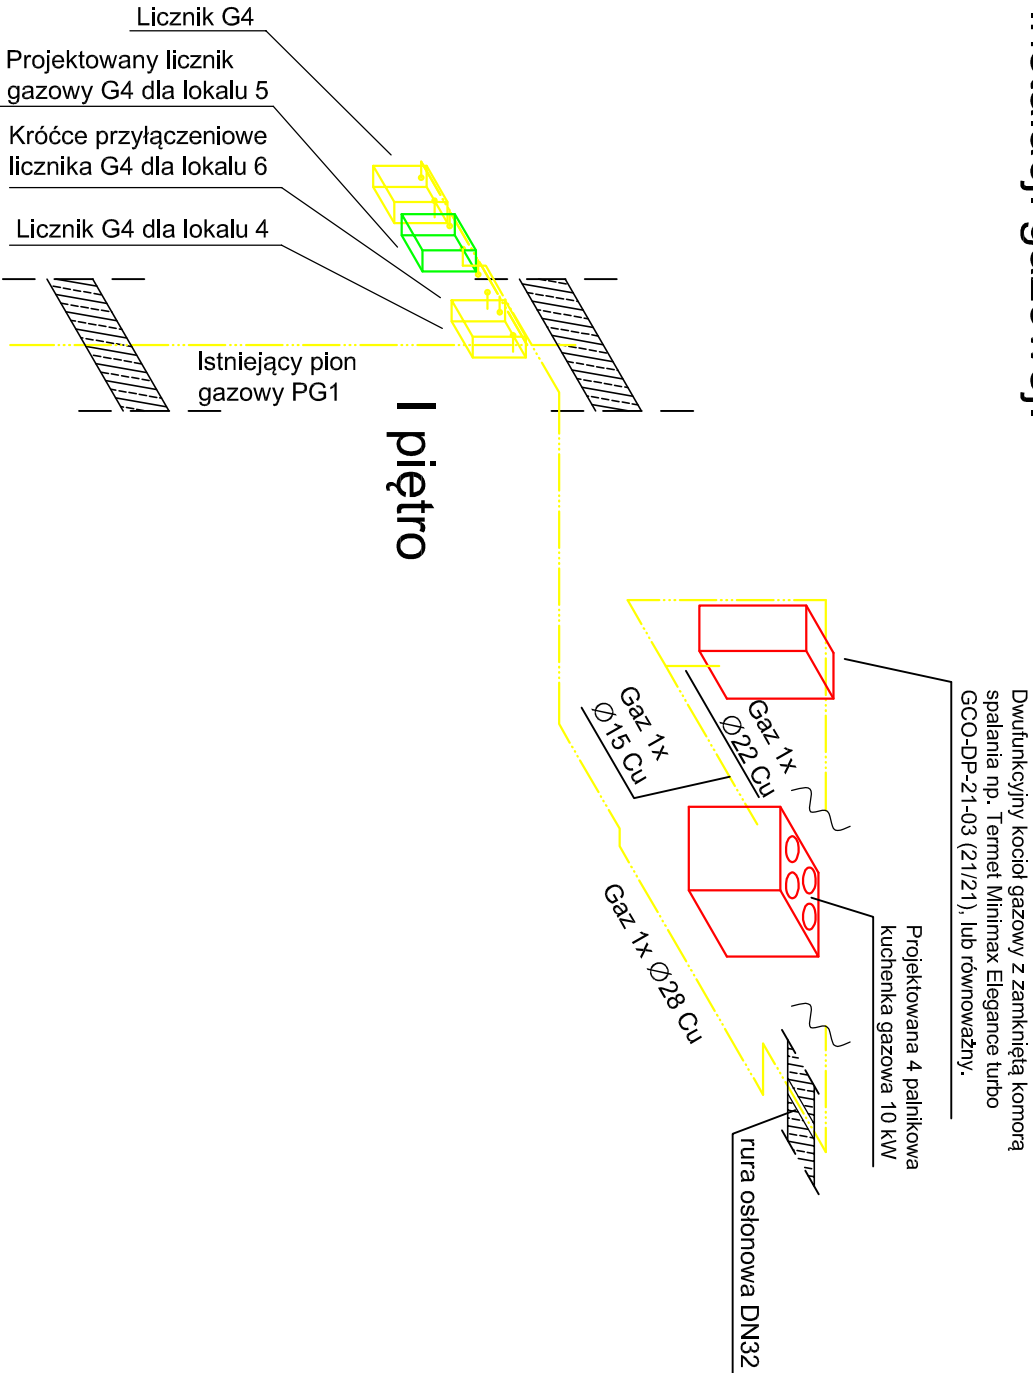 Licznik G4
Projektowany licznik
gazowy G4 dla lokalu 5
Króćce przyłączeniowe
licznika G4 dla lokalu 6
Licznik G4 dla lokalu 4
Istniejący pion
gazowy PG1
I piętro
Dwufunkcyjny kocioł gazowy z zamkniętą komorą
spalania np. Termet Minimax Elegance turbo
GCO-DP-21-03 (21/21), lub równoważny.
Projektowana 4 palnikowa
kuchenka gazowa 10 kW
Gaz 1x
Ø22 Cu
Gaz 1x
Ø15 Cu
Gaz 1x Ø28 Cu
rura osłonowa DN32